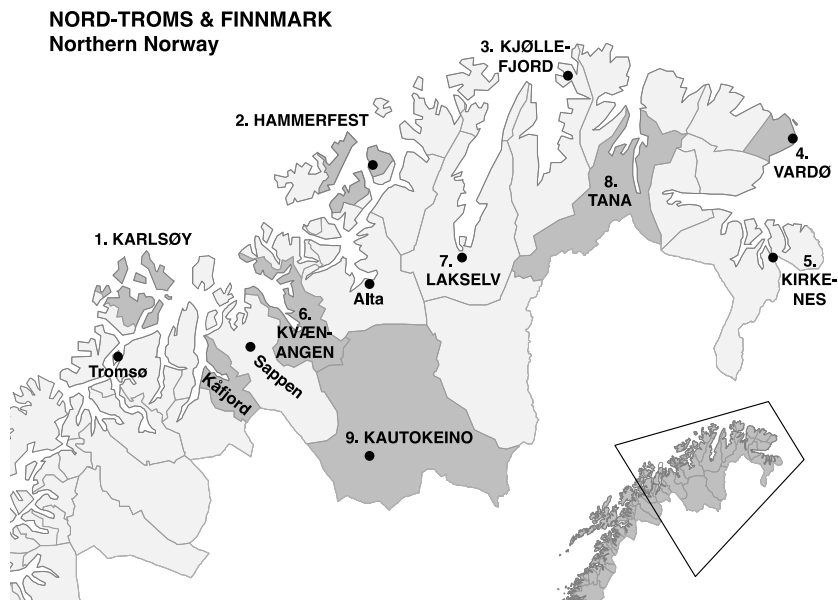 NORD-TROMS & FINNMARK
Northern Norway
3. KJØLLE-
FJORD
2. HAMMERFEST
4.
VARDØ
8.
TANA
1. KARLSØY
7.
LAKSELV
5.
KIRKE-
NES
Alta
6.
KVÆN-
ANGEN
Tromsø
Sappen
Kåfjord
9. KAUTOKEINO